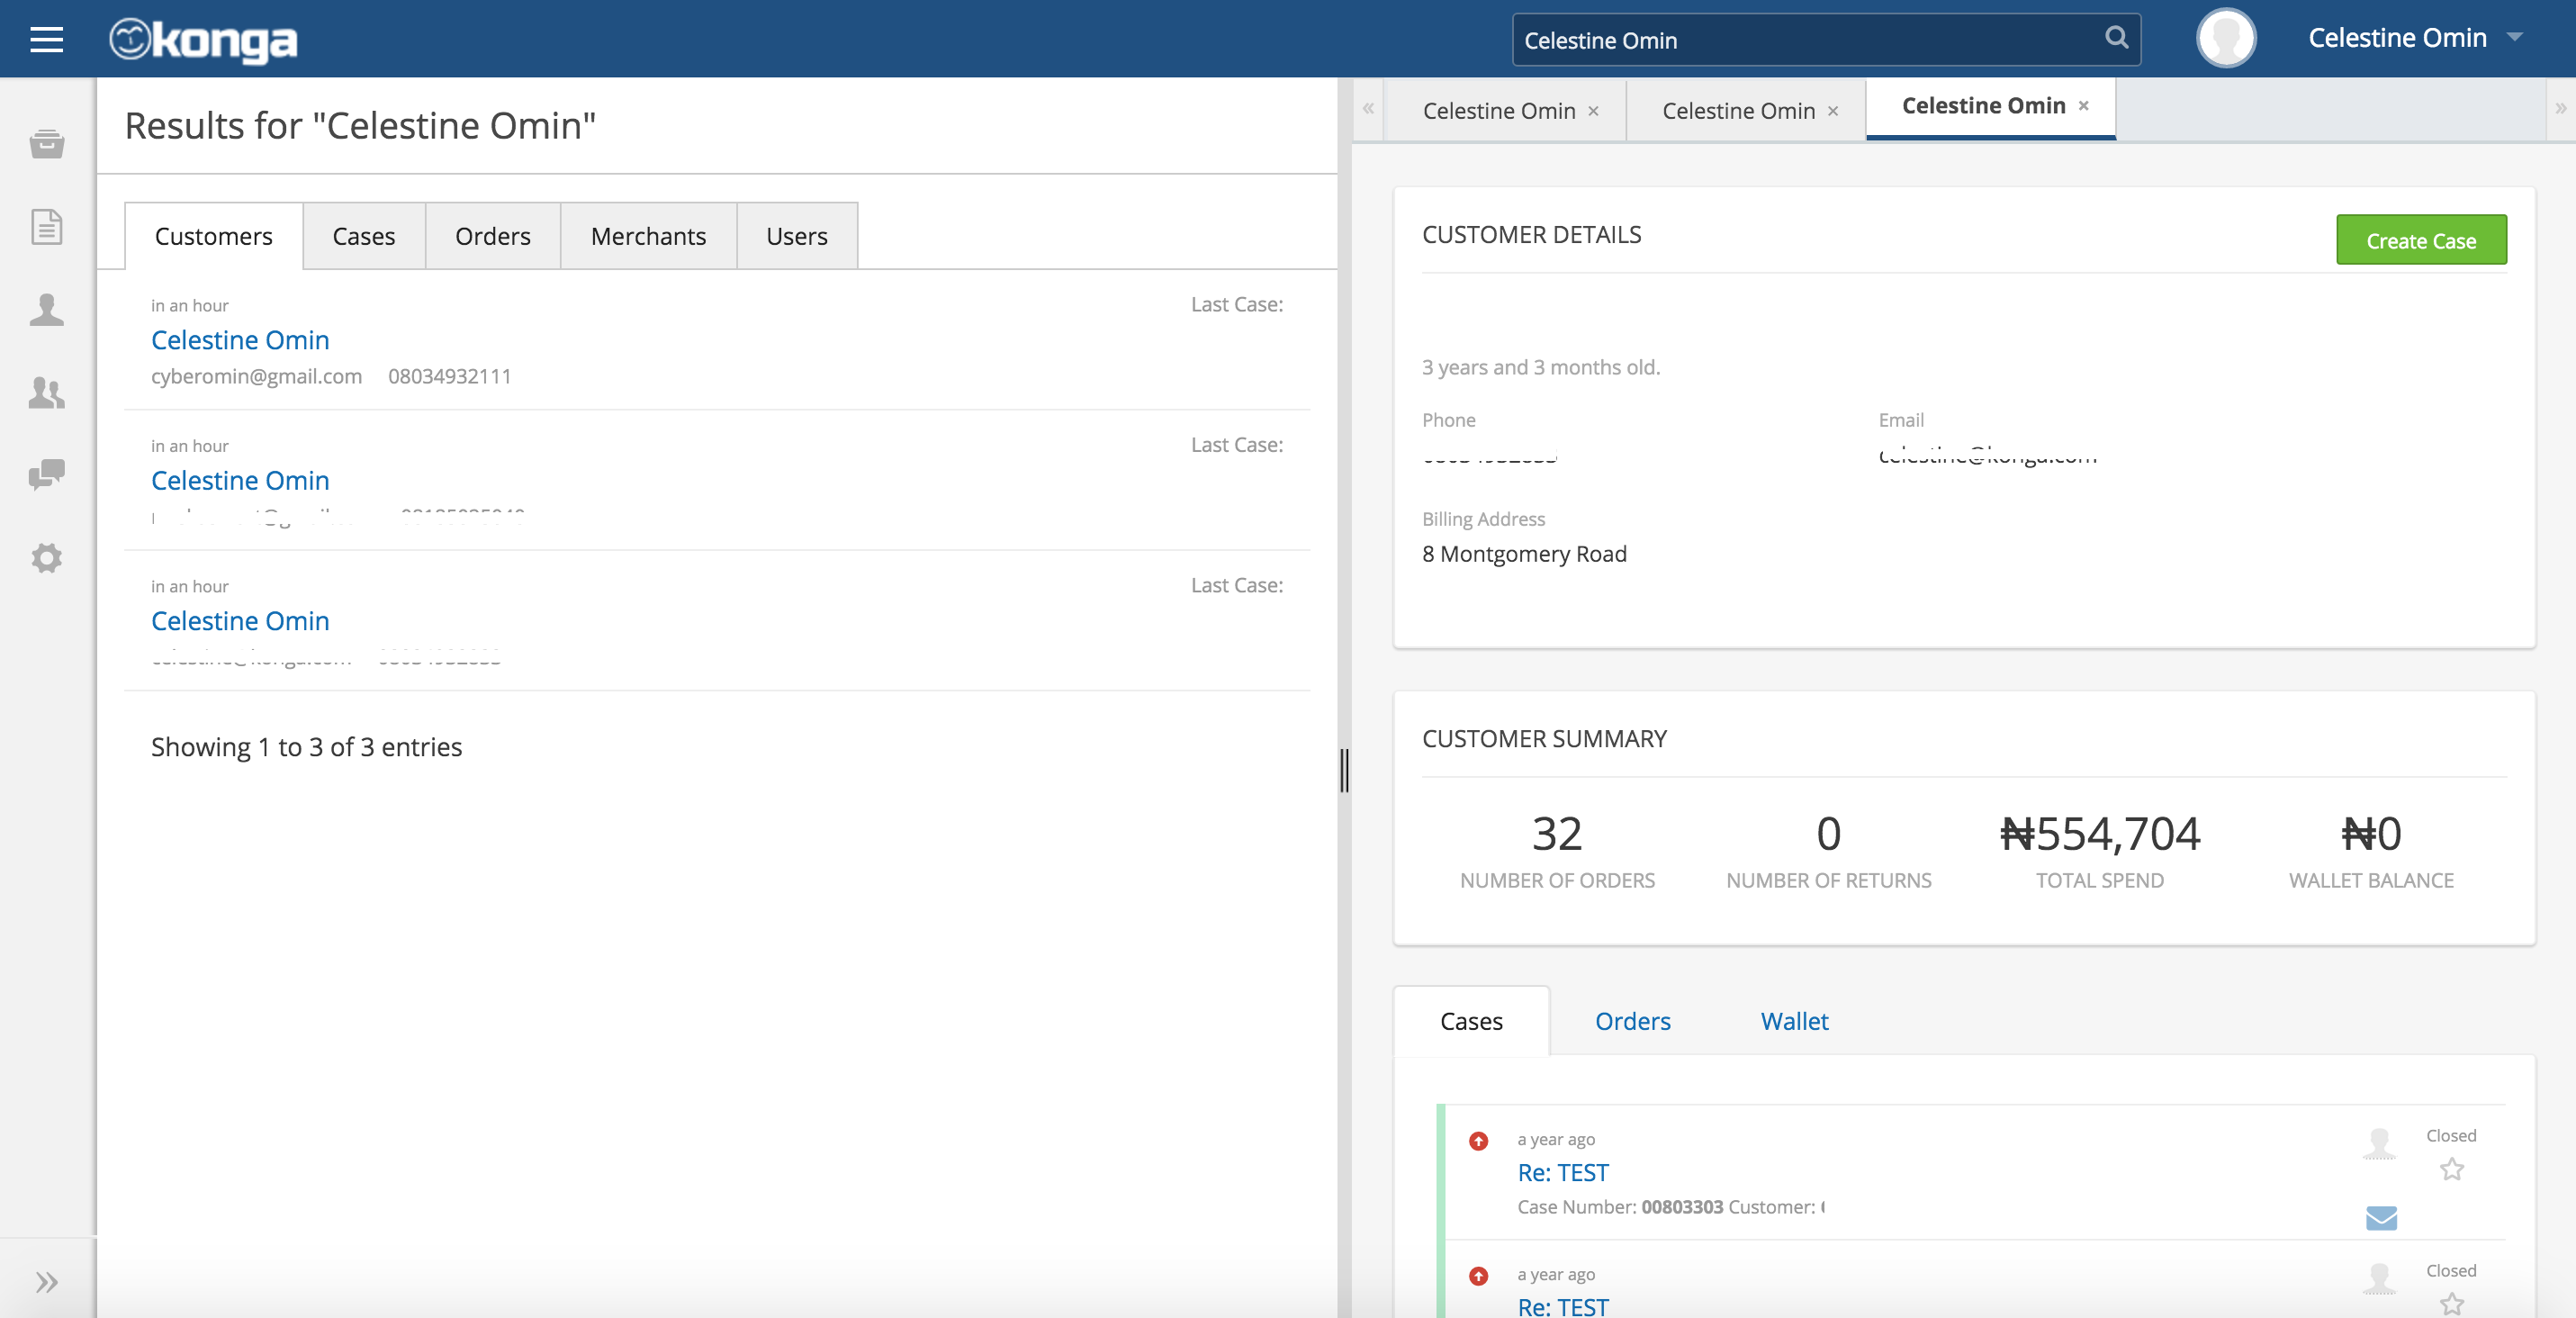 konga
Celestine Omin
Celestine Omin
Results for "Celestine Omin"
Customers Cases Orders Merchants Users
in an hour Last Case:
Celestine Omin
cyberomin@gmail.com 08034932111
in an hour Last Case:
Celestine Omin
in an hour Last Case:
Celestine Omin
Showing 1 to 3 of 3 entries
Celestine Omin × Celestine Omin × Celestine Omin ×
CUSTOMER DETAILS
Create Case
3 years and 3 months old.
Phone Email
Billing Address
8 Montgomery Road
CUSTOMER SUMMARY
32 0 ₦554,704 ₦0
NUMBER OF ORDERS NUMBER OF RETURNS TOTAL SPEND WALLET BALANCE
Cases Orders Wallet
a year ago Closed
Re: TEST
Case Number: 00803303 Customer:
a year ago Closed
Re: TEST